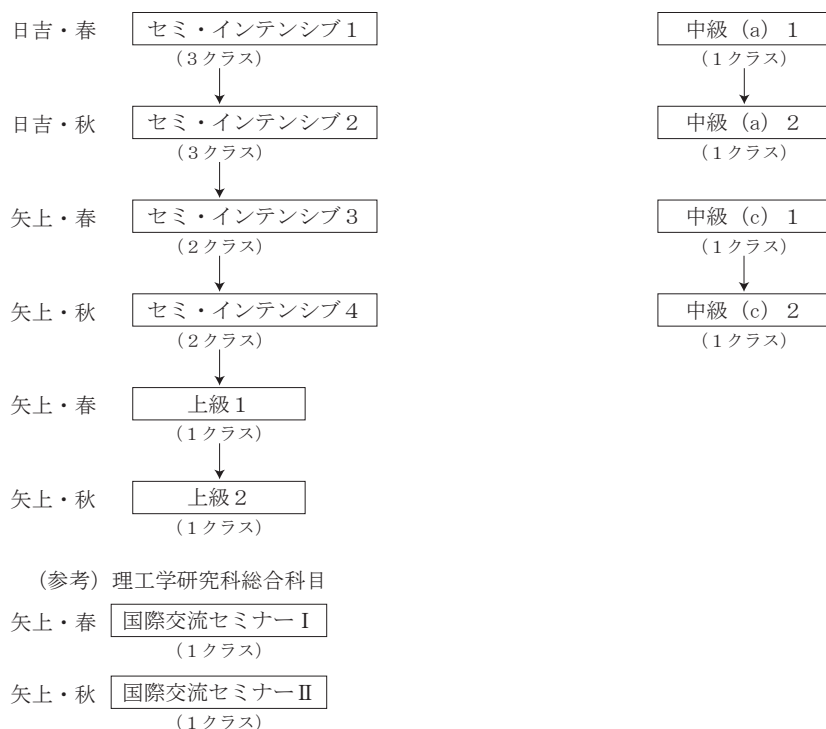 日吉・春 セミ・インテンシブ1 中級（a）1
（3クラス） （1クラス）
日吉・秋 セミ・インテンシブ2 中級（a）2
（3クラス） （1クラス）
矢上・春 セミ・インテンシブ3 中級（c）1
（2クラス） （1クラス）
矢上・秋 セミ・インテンシブ4 中級（c）2
（2クラス） （1クラス）
矢上・春 上級1
（1クラス）
矢上・秋 上級2
（1クラス）
（参考）理工学研究科総合科目
矢上・春 国際交流セミナーⅠ
（1クラス）
矢上・秋 国際交流セミナーⅡ
（1クラス）